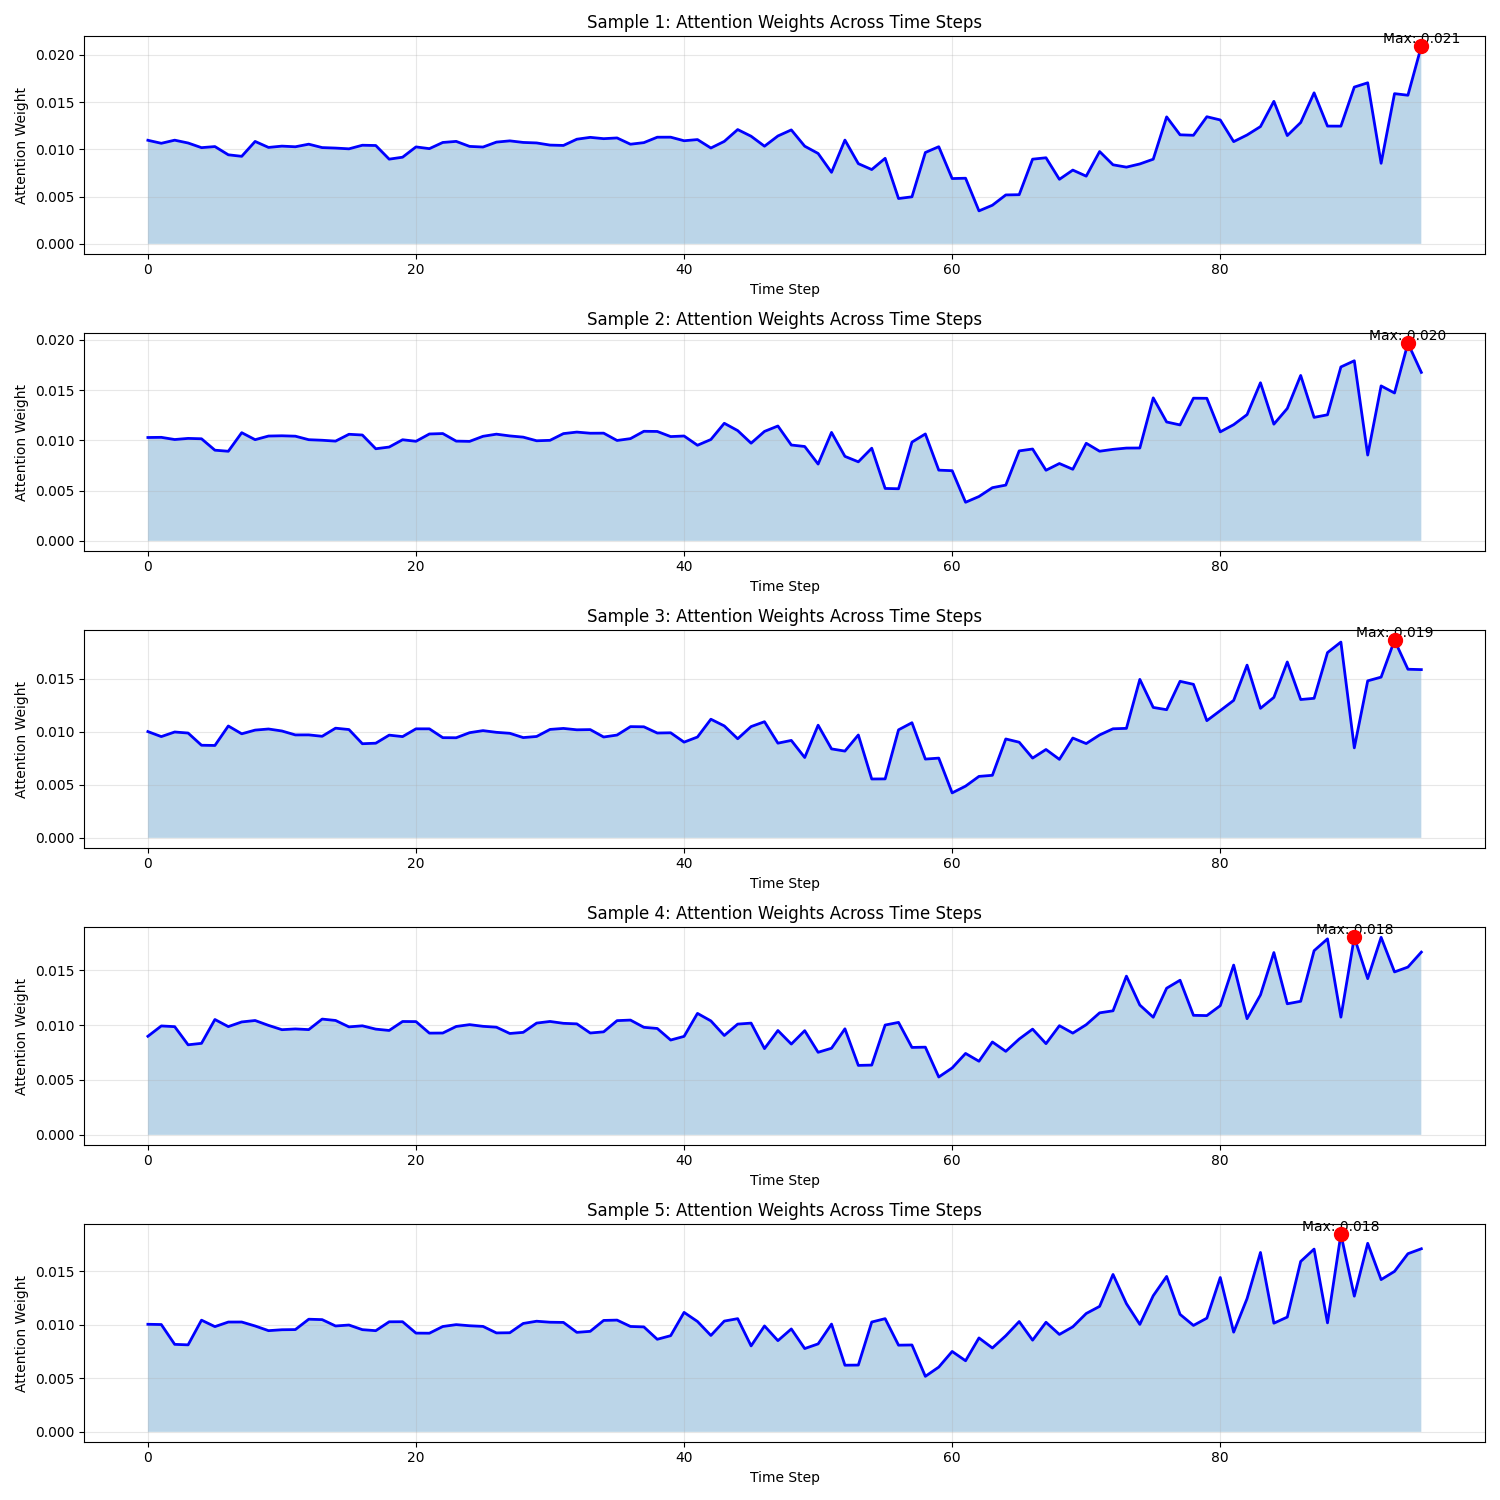 Sample 1: Attention Weights Across Time Steps
Max: 0.021
0.020
0.015
0.010
0.005
0.000
Attention Weight
0 20 40 60 80
Time Step
Sample 2: Attention Weights Across Time Steps
Max: 0.020
0.020
0.015
0.010
0.005
0.000
Attention Weight
0 20 40 60 80
Time Step
Sample 3: Attention Weights Across Time Steps
Max: 0.019
0.015
0.010
0.005
0.000
Attention Weight
0 20 40 60 80
Time Step
Sample 4: Attention Weights Across Time Steps
Max: 0.018
0.015
0.010
0.005
0.000
Attention Weight
0 20 40 60 80
Time Step
Sample 5: Attention Weights Across Time Steps
Max: 0.018
0.015
0.010
0.005
0.000
Attention Weight
0 20 40 60 80
Time Step